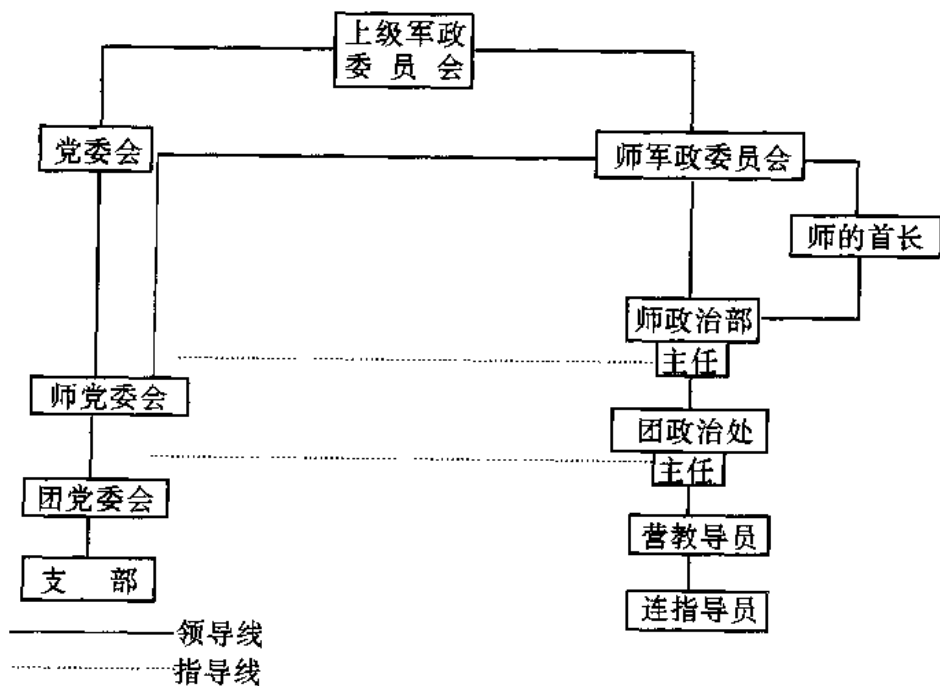 上级军政
委员会
党委会
师军政委员会
师的首长
师政治部
主任
师党委会
团政治处
主任
团党委会
营教导员
支 部
连指导员
领导线
指导线